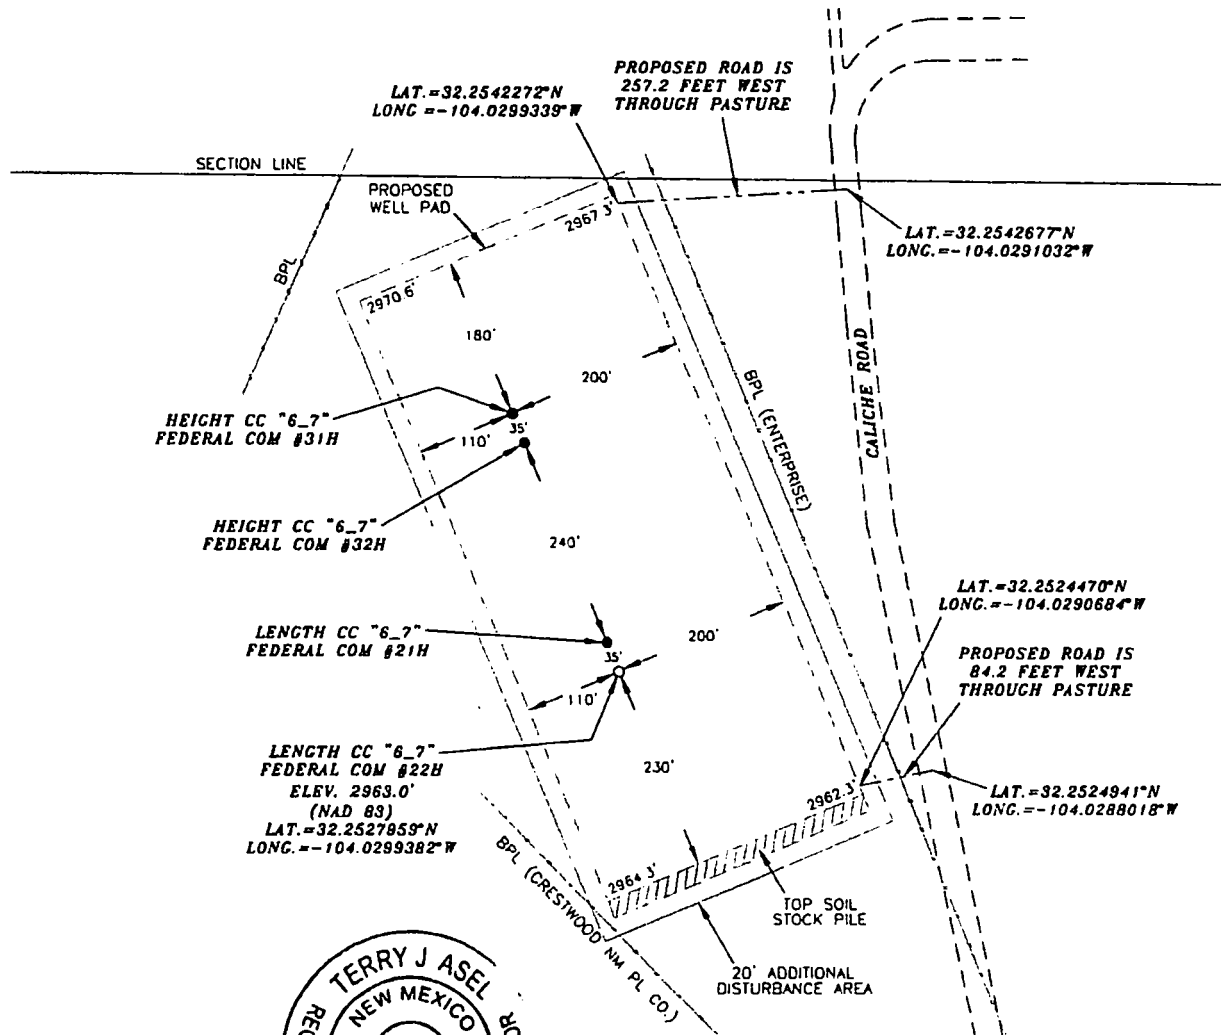 LAT.=32.2542272°N
LONG =-104.0299339°W
PROPOSED ROAD IS
257.2 FEET WEST
THROUGH PASTURE
SECTION LINE
PROPOSED
WELL PAD
2967.3'
LAT.=32.2542677°N
LONG.=-104.0291032°W
BPL
2970.6'
180'
200'
CALICHE ROAD
BPL (ENTERPRISE)
HEIGHT CC "6_7"
FEDERAL COM #31H
110'
35'
HEIGHT CC "6_7"
FEDERAL COM #32H
240'
LAT.=32.2524470°N
LONG.=-104.0290684°W
LENGTH CC "6_7"
FEDERAL COM #21H
200'
35'
PROPOSED ROAD IS
84.2 FEET WEST
THROUGH PASTURE
110'
LENGTH CC "6_7"
FEDERAL COM #22H
ELEV. 2963.0'
(NAD 83)
LAT.=32.2527959°N
LONG.=-104.0299382°W
230'
2962.3'
LAT.=32.2524941°N
LONG.=-104.0288018°W
BPL (CRESTWOOD NM PL CO.)
2964.3'
TOP SOIL
STOCK PILE
20' ADDITIONAL
DISTURBANCE AREA
TERRY J ASEL
NEW MEXICO